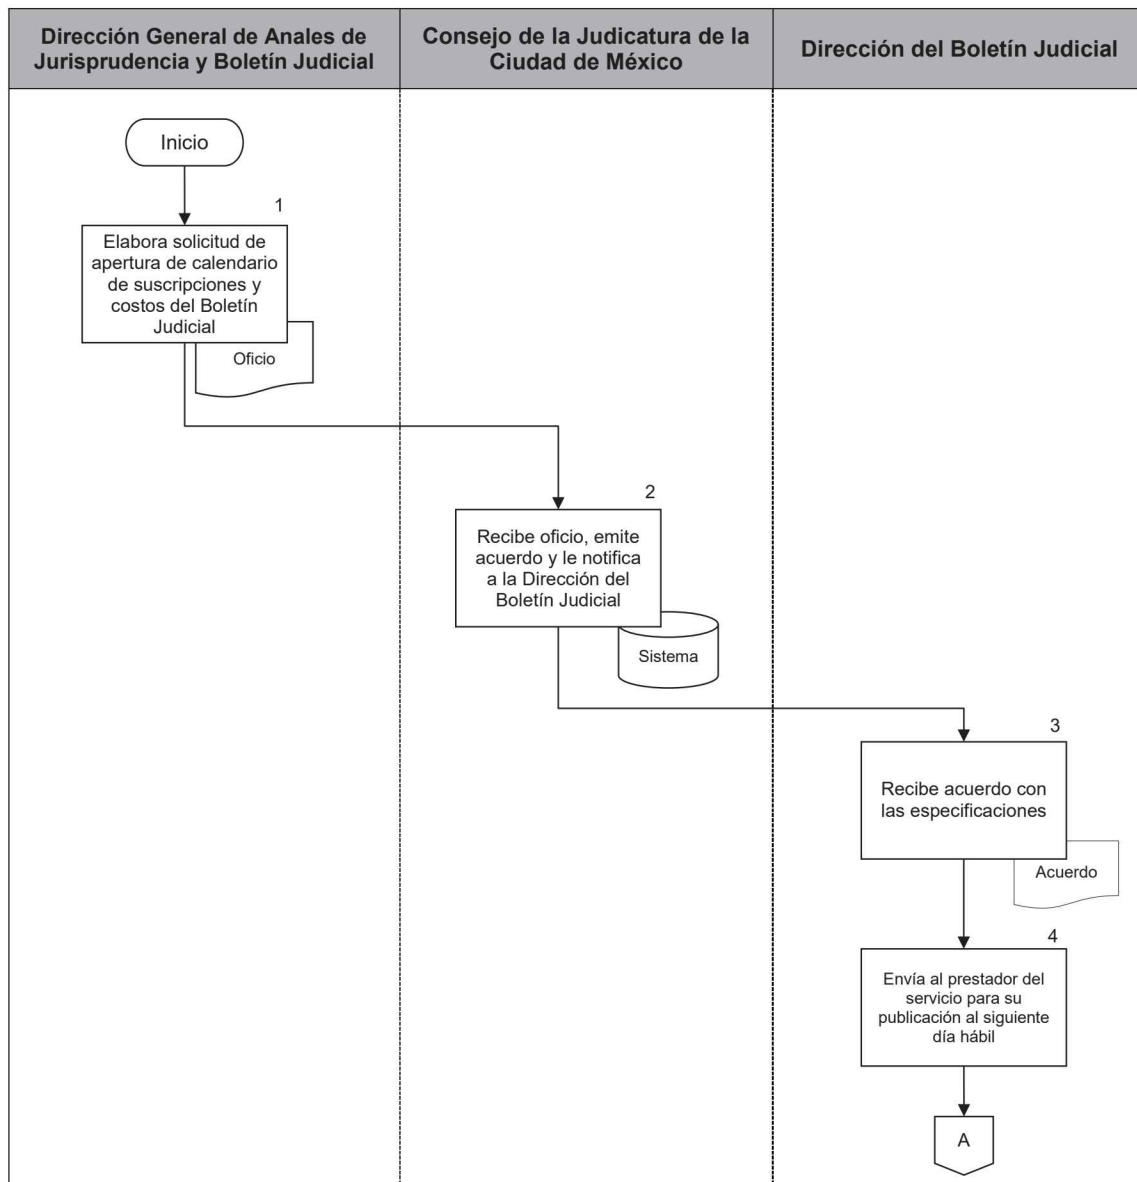 Dirección General de Anales de
Jurisprudencia y Boletín Judicial
Consejo de la Judicatura de la
Ciudad de México
Dirección del Boletín Judicial
Inicio
1
Elabora solicitud de
apertura de calendario
de suscripciones y
costos del Boletín
Judicial
Oficio
2
Recibe oficio, emite
acuerdo y le notifica
a la Dirección del
Boletín Judicial
Sistema
3
Recibe acuerdo con
las especificaciones
Acuerdo
4
Envía al prestador del
servicio para su
publicación al siguiente
día hábil
A